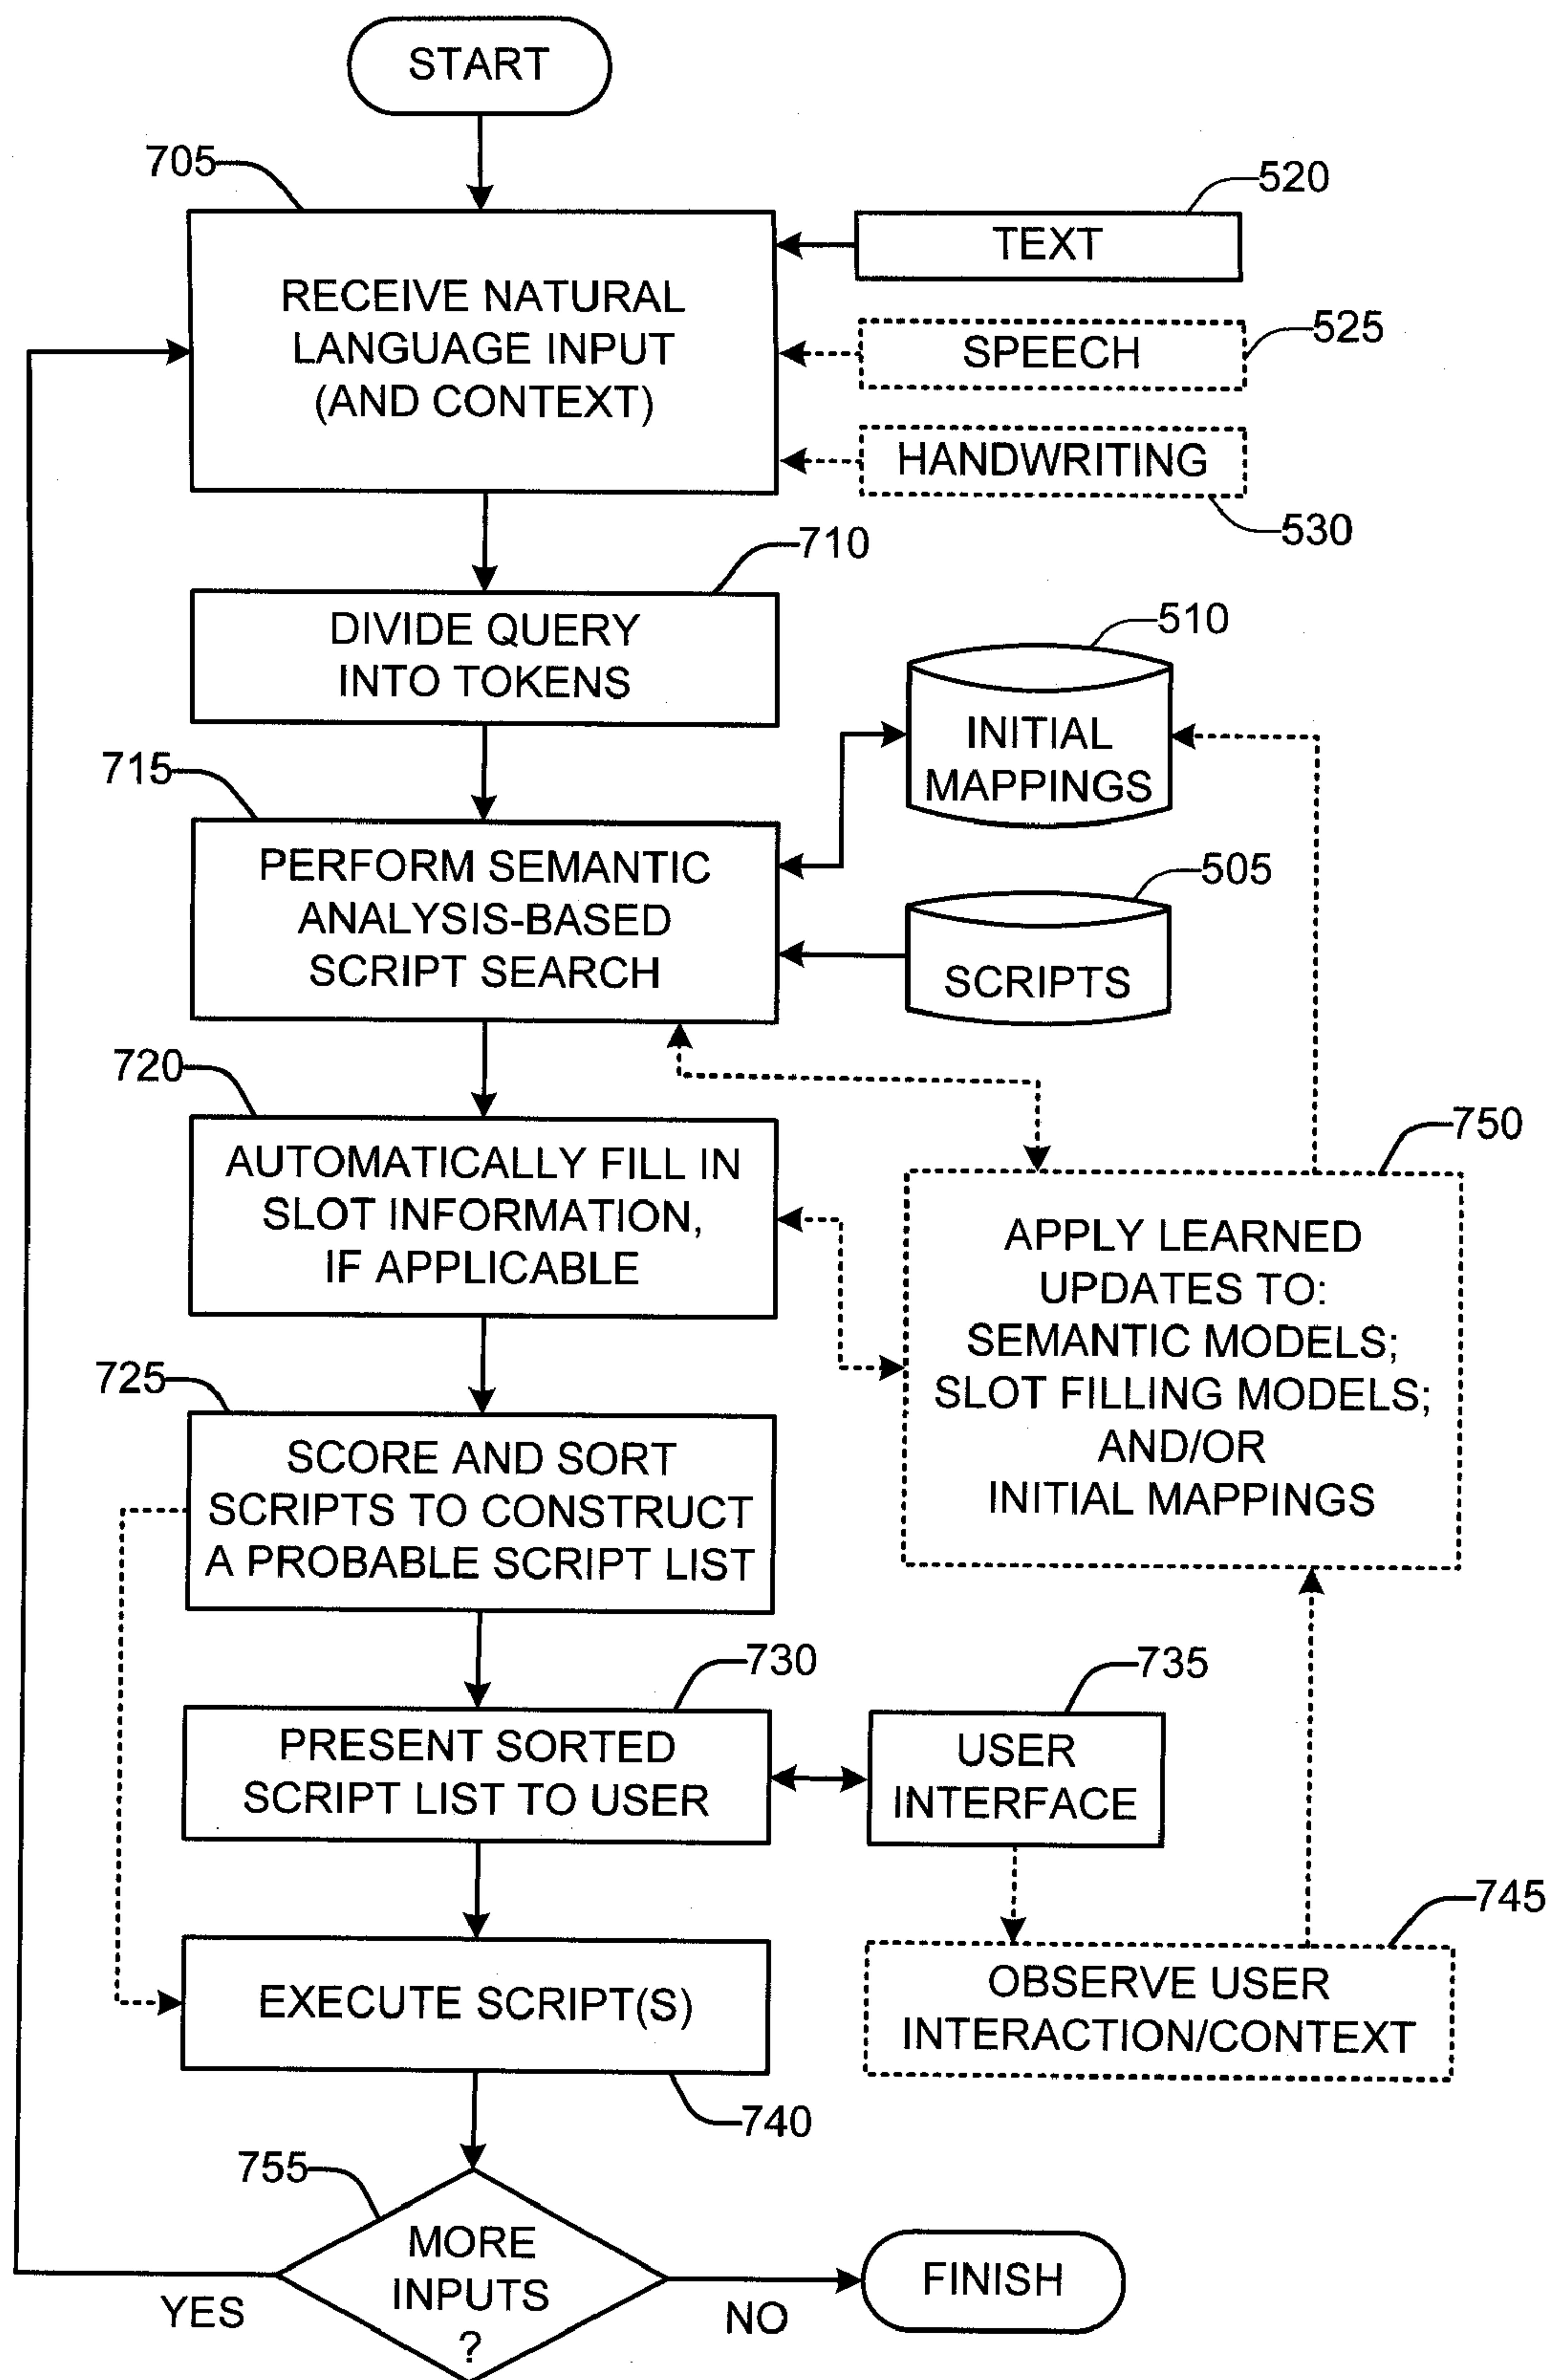 START
705
520
TEXT
RECEIVE NATURAL
LANGUAGE INPUT
(AND CONTEXT)
SPEECH
525
HANDWRITING
530
710
DIVIDE QUERY
INTO TOKENS
510
INITIAL
MAPPINGS
715
PERFORM SEMANTIC
ANALYSIS-BASED
SCRIPT SEARCH
505
SCRIPTS
720
AUTOMATICALLY FILL IN
SLOT INFORMATION,
IF APPLICABLE
750
APPLY LEARNED
UPDATES TO:
SEMANTIC MODELS;
SLOT FILLING MODELS;
AND/OR
INITIAL MAPPINGS
725
SCORE AND SORT
SCRIPTS TO CONSTRUCT
A PROBABLE SCRIPT LIST
730
PRESENT SORTED
SCRIPT LIST TO USER
735
USER
INTERFACE
745
OBSERVE USER
INTERACTION/CONTEXT
EXECUTE SCRIPT(S)
740
755
MORE
INPUTS
?
YES
NO
FINISH